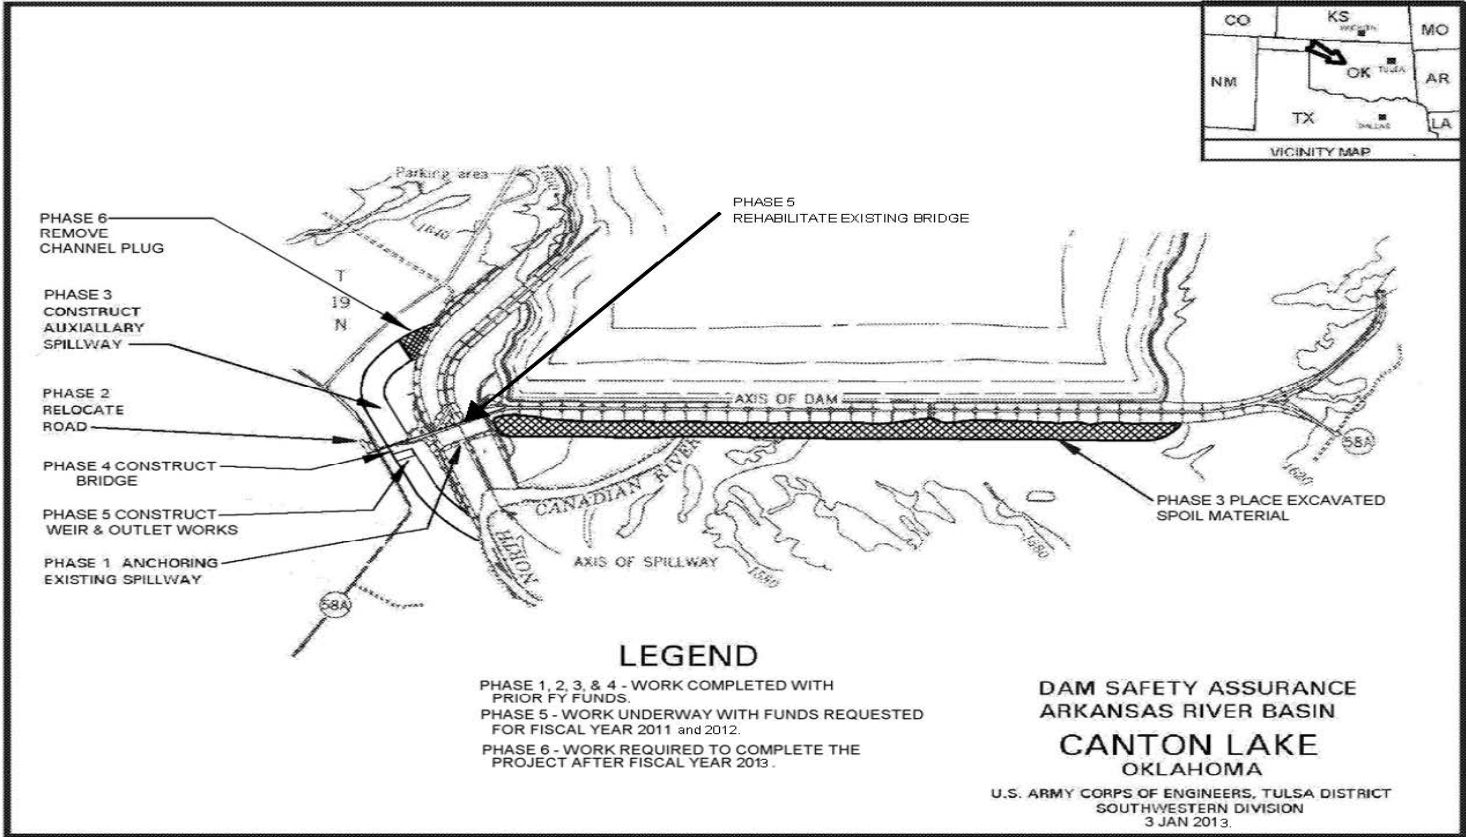 CO
KS
WICHITA
MO
NM
OK
TULSA
AR
TX
DALLAS
LA
VICINITY MAP
Parking area
PHASE 5
REHABILITATE EXISTING BRIDGE
PHASE 6
REMOVE
CHANNEL PLUG
1640
T
19
N
PHASE 3
CONSTRUCT
AUXIALLARY
SPILLWAY
PHASE 2
RELOCATE
ROAD
AXIS OF DAM
58A
1620
PHASE 4 CONSTRUCT
BRIDGE
PHASE 5 CONSTRUCT
WEIR & OUTLET WORKS
PHASE 1 ANCHORING
EXISTING SPILLWAY
CANADIAN RIVER
NORTH
AXIS OF SPILLWAY
PHASE 3 PLACE EXCAVATED
SPOIL MATERIAL
58A
LEGEND
PHASE 1, 2, 3, & 4 - WORK COMPLETED WITH
PRIOR FY FUNDS.
PHASE 5 - WORK UNDERWAY WITH FUNDS REQUESTED
FOR FISCAL YEAR 2011 and 2012.
PHASE 6 - WORK REQUIRED TO COMPLETE THE
PROJECT AFTER FISCAL YEAR 2013.
DAM SAFETY ASSURANCE
ARKANSAS RIVER BASIN
CANTON LAKE
OKLAHOMA
U.S. ARMY CORPS OF ENGINEERS, TULSA DISTRICT
SOUTHWESTERN DIVISION
3 JAN 2013.